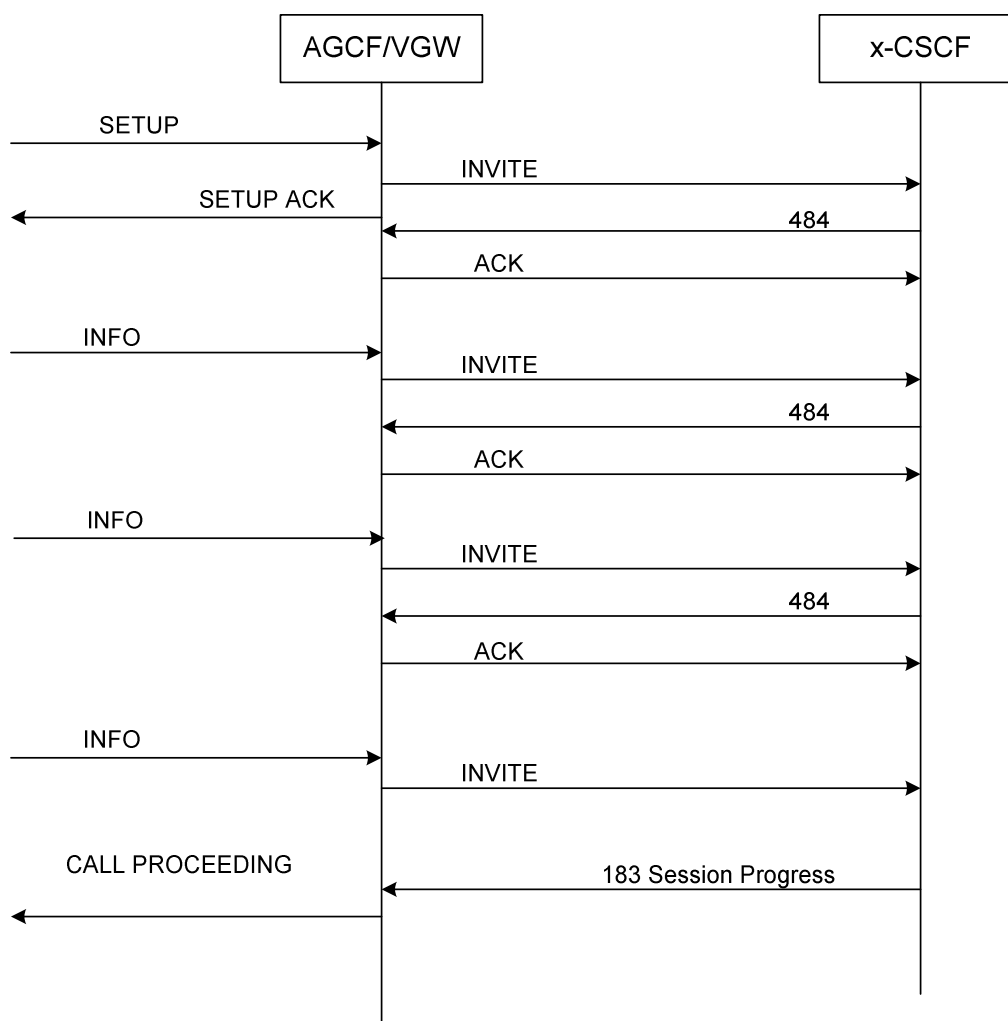 AGCF/VGW
x-CSCF
SETUP
INVITE
SETUP ACK
484
ACK
INFO
INVITE
484
ACK
INFO
INVITE
484
ACK
INFO
INVITE
CALL PROCEEDING
183 Session Progress